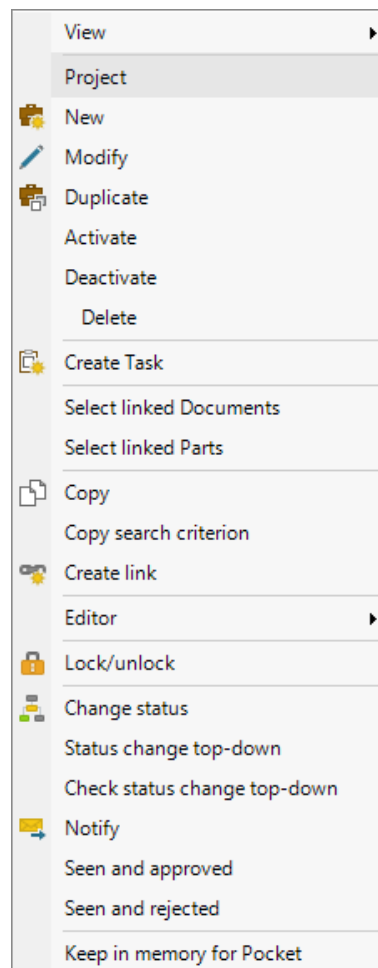 View
Project
New
Modify
Duplicate
Activate
Deactivate
Delete
Create Task
Select linked Documents
Select linked Parts
Copy
Copy search criterion
Create link
Editor
Lock/unlock
Change status
Status change top-down
Check status change top-down
Notify
Seen and approved
Seen and rejected
Keep in memory for Pocket